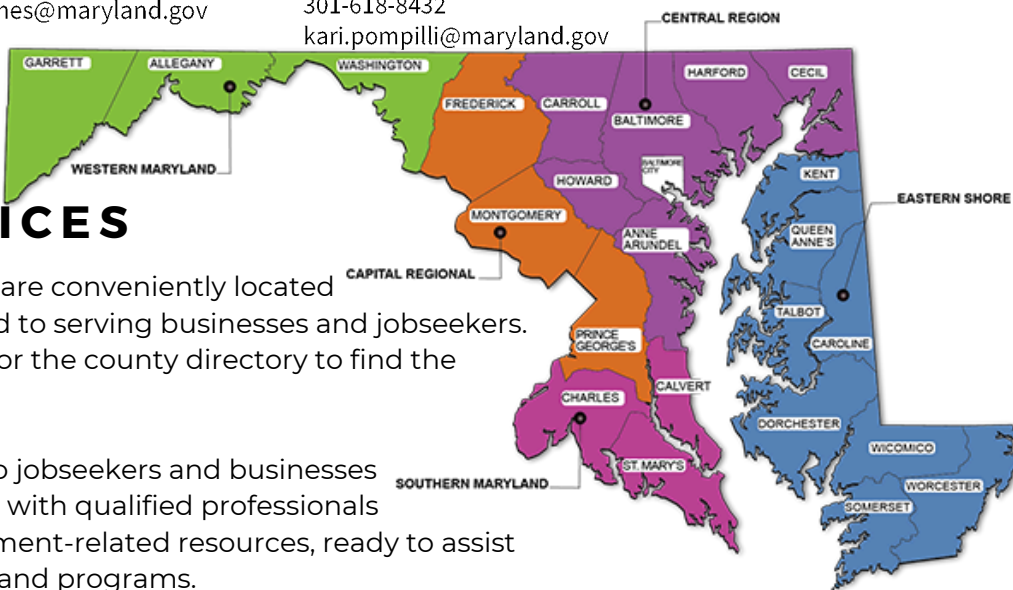 nes@maryland.gov
301-618-8432
kari.pompilli@maryland.gov
CENTRAL REGION
GARRETT
ALLEGANY
WASHINGTON
FREDERICK
CARROLL
BALTIMORE
HARFORD
CECIL
WESTERN MARYLAND
BALTIMORE
CITY
HOWARD
KENT
EASTERN SHORE
ICES
MONTGOMERY
ANNE
ARUNDEL
QUEEN
ANNE'S
CAPITAL REGIONAL
are conveniently located
d to serving businesses and jobseekers.
or the county directory to find the
TALBOT
CAROLINE
PRINCE
GEORGE'S
CALVERT
CHARLES
DORCHESTER
WICOMICO
ST. MARY'S
SOUTHERN MARYLAND
WORCESTER
SOMERSET
o jobseekers and businesses
with qualified professionals
ment-related resources, ready to assist
and programs.